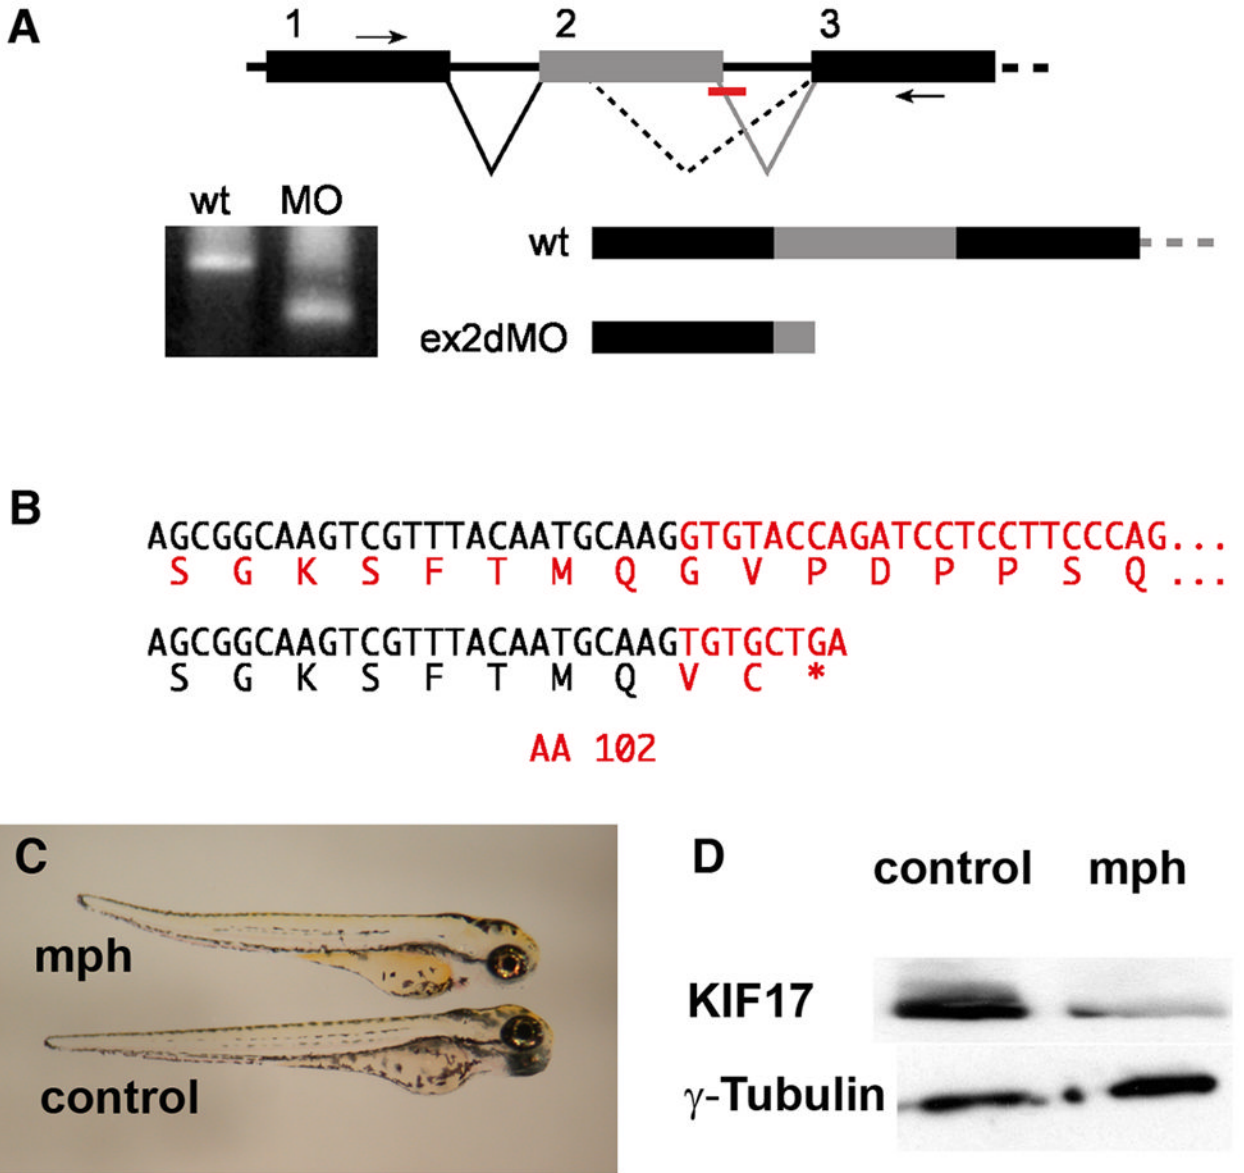 A
1 2 3
wt MO
wt
ex2dMO
B
AGCGGCAAGTCGTTTACAATGCAAGGTGTACCAGATCCTCCTTCCCAG...
S G K S F T M Q G V P D P P S Q ...
AGCGGCAAGTCGTTTACAATGCAAGTGTGCTGA
S G K S F T M Q V C *
AA 102
C
mph
control
D
control mph
KIF17
γ-Tubulin